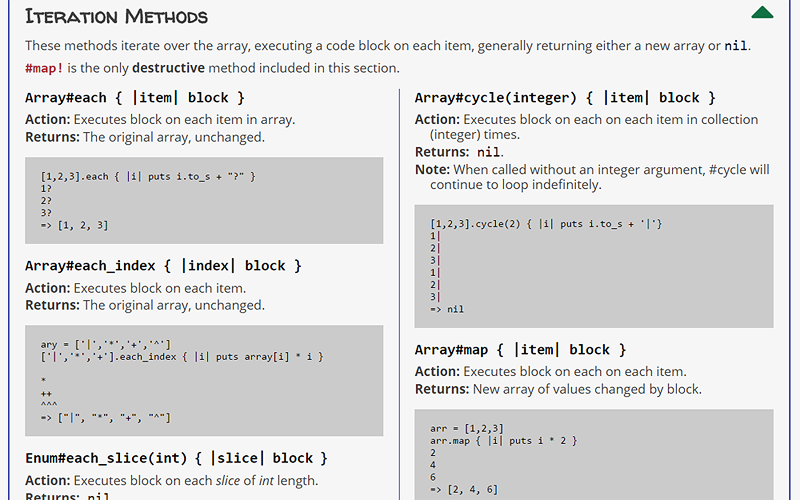 Iteration Methods
These methods iterate over the array, executing a code block on each item, generally returning either a new array or nil.
#map! is the only destructive method included in this section.
Array#each { |item| block }
Action: Executes block on each item in array.
Returns: The original array, unchanged.
[1,2,3].each { |i| puts i.to_s + "?" }
1?
2?
3?
=> [1, 2, 3]
Array#each_index { |index| block }
Action: Executes block on each item.
Returns: The original array, unchanged.
ary = ['|','*','+','^']
['|','*','+'].each_index { |i| puts array[i] * i }
*
++
^^^
=> ["|", "*", "+", "^"]
Enum#each_slice(int) { |slice| block }
Action: Executes block on each slice of int length.
Returns: nil
Array#cycle(integer) { |item| block }
Action: Executes block on each on each item in collection
(integer) times.
Returns: nil.
Note: When called without an integer argument, #cycle will
continue to loop indefinitely.
[1,2,3].cycle(2) { |i| puts i.to_s + '|'}
1|
2|
3|
1|
2|
3|
=> nil
Array#map { |item| block }
Action: Executes block on each on each item.
Returns: New array of values changed by block.
arr = [1,2,3]
arr.map { |i| puts i * 2 }
2
4
6
=> [2, 4, 6]